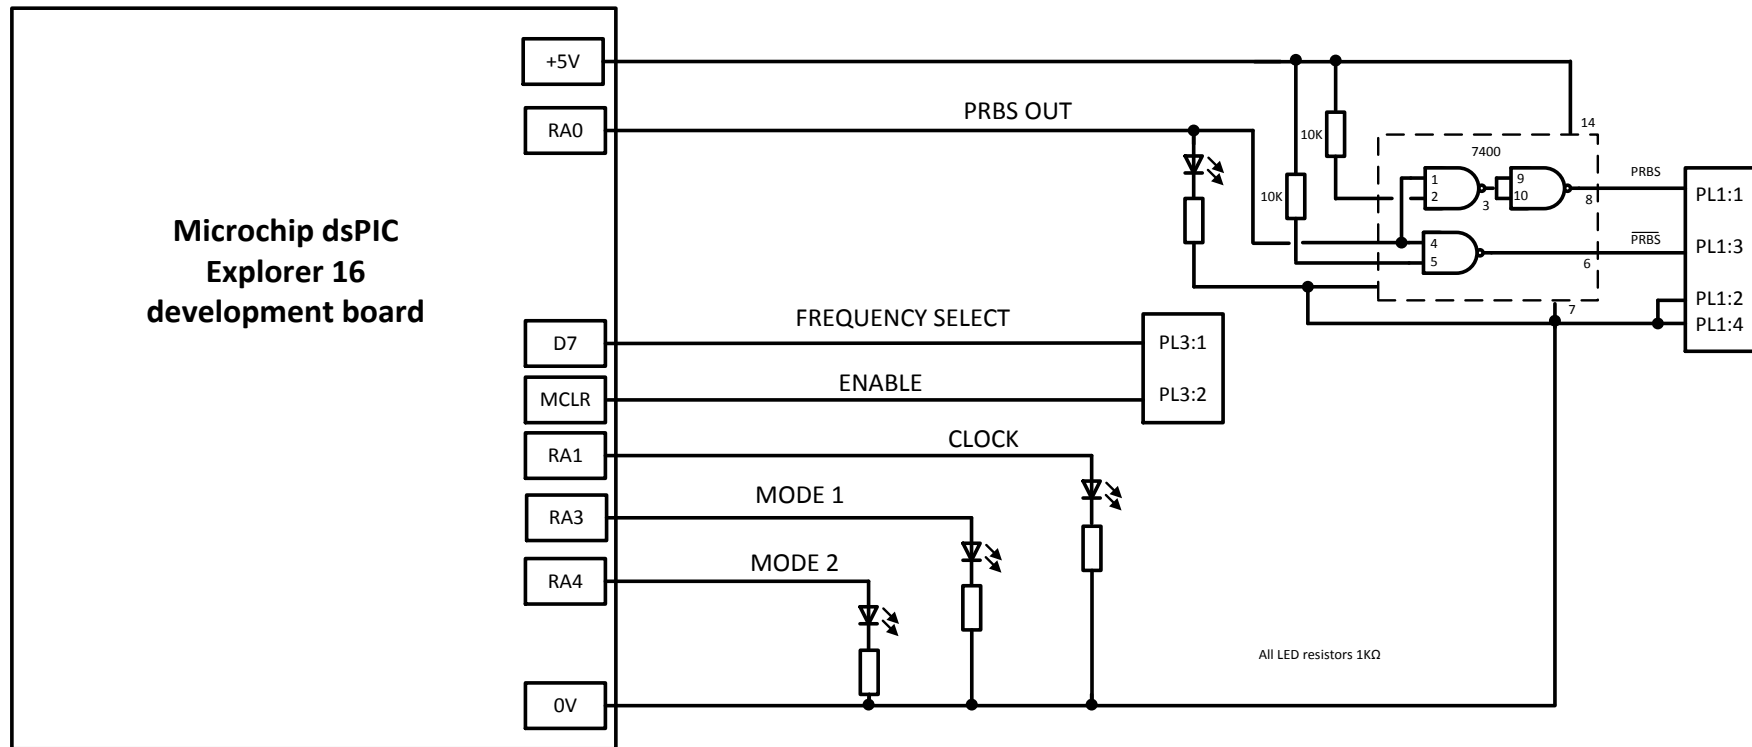 +5V
RA0
PRBS OUT
14
10K
7400
10K
1
2
3
9
10
8
PRBS
PL1:1
4
5
6
PRBS
PL1:3
7
PL1:2
PL1:4
Microchip dsPIC
Explorer 16
development board
D7
FREQUENCY SELECT
PL3:1
MCLR
ENABLE
PL3:2
RA1
CLOCK
RA3
MODE 1
RA4
MODE 2
All LED resistors 1KΩ
0V